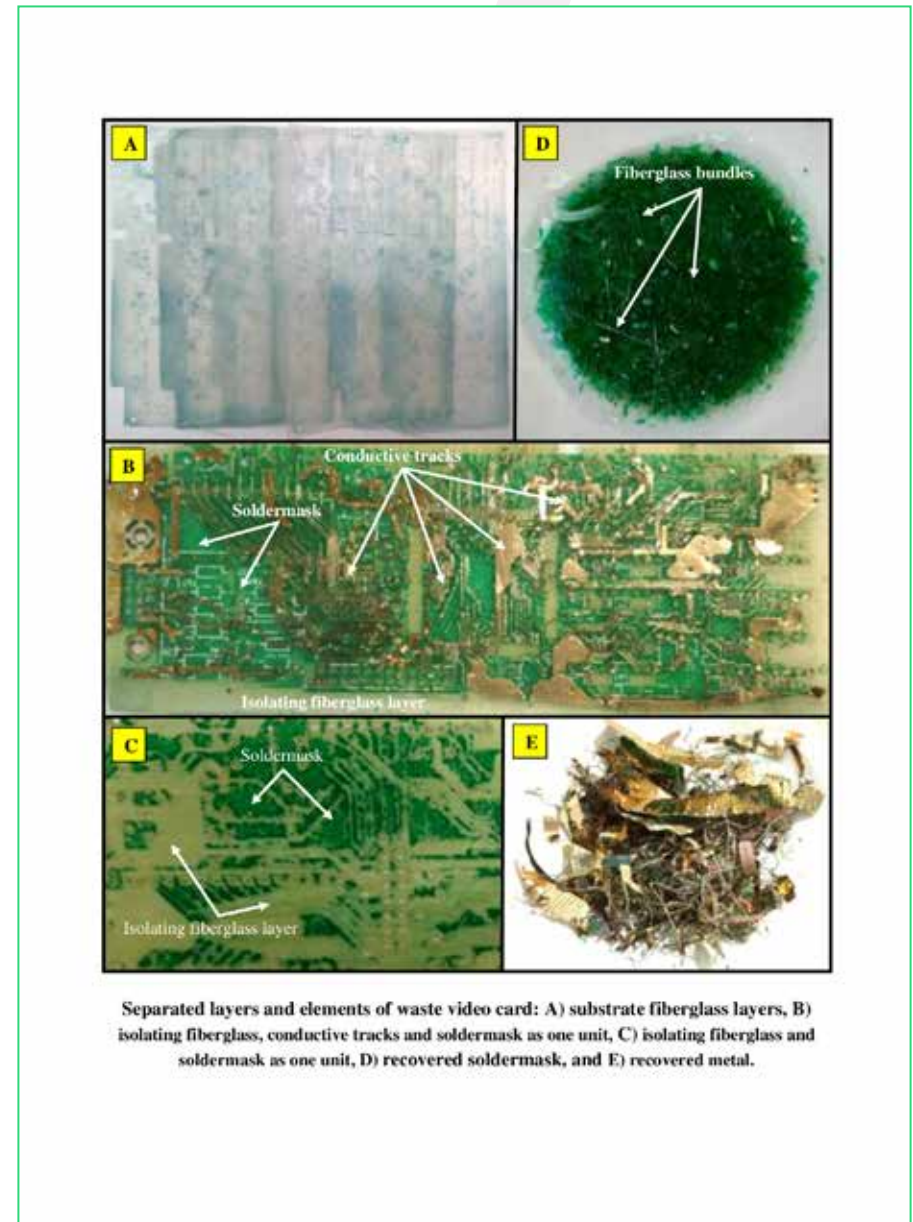 A
D
Fiberglass bundles
B
Conductive tracks
Soldermask
Isolating fiberglass layer
C
Soldermask
Isolating fiberglass layer
E
Separated layers and elements of waste video card: A) substrate fiberglass layers, B)
isolating fiberglass, conductive tracks and soldermask as one unit, C) isolating fiberglass and
soldermask as one unit, D) recovered soldermask, and E) recovered metal.